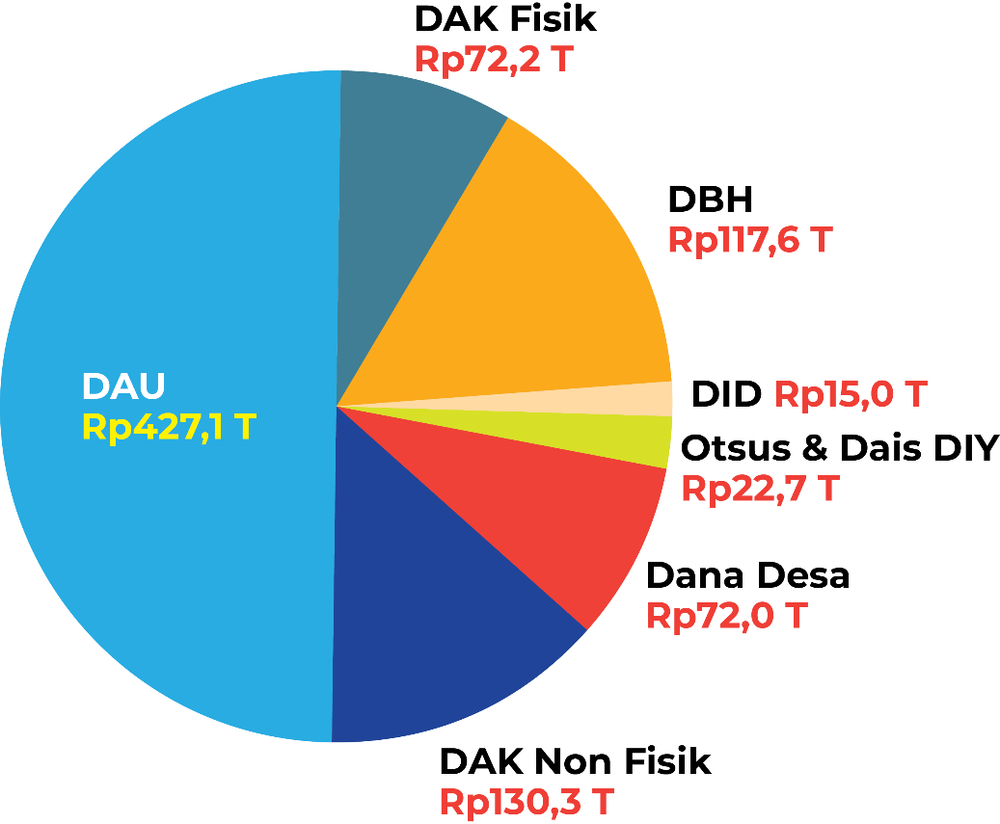 DAK Fisik
Rp72,2 T
DBH
Rp117,6 T
DAU
Rp427,1 T
DID Rp15,0 T
Otsus & Dais DIY
Rp22,7 T
Dana Desa
Rp72,0 T
DAK Non Fisik
Rp130,3 T